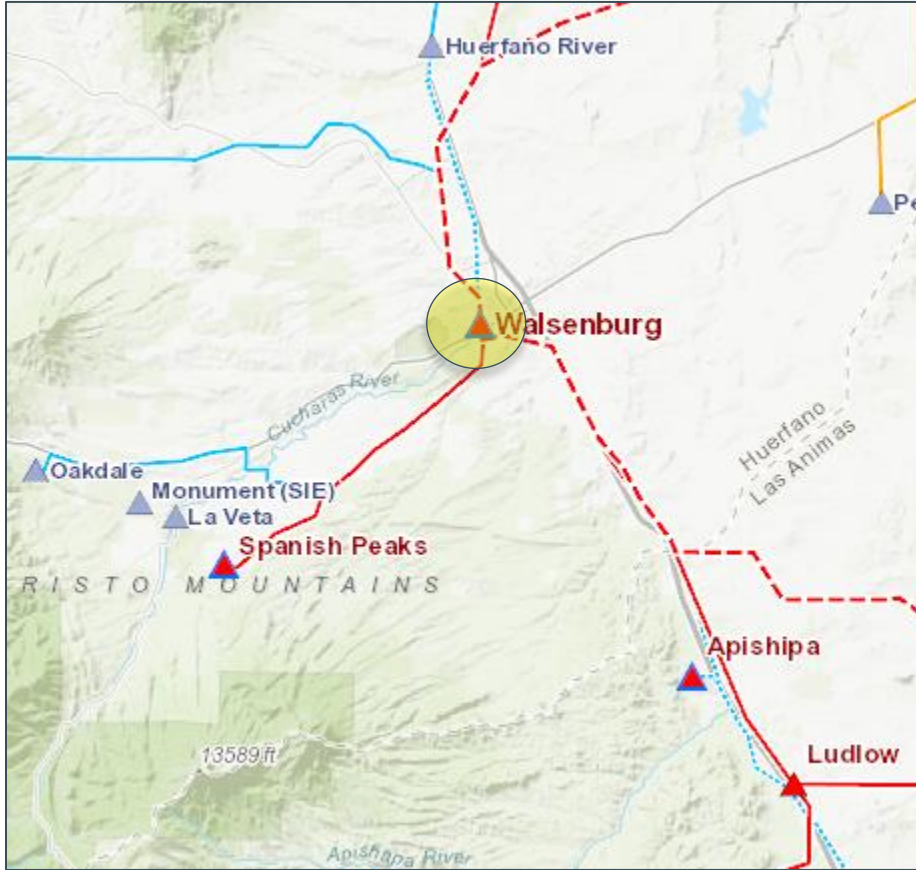 Huerfano River
Pe
Walsenburg
Cucharas River
Huerfano
Las Animas
Oakdale
Monument (SIE)
La Veta
Spanish Peaks
RISTO MOUNTAINS
Apishipa
13589 ft
Ludlow
Apishapa River